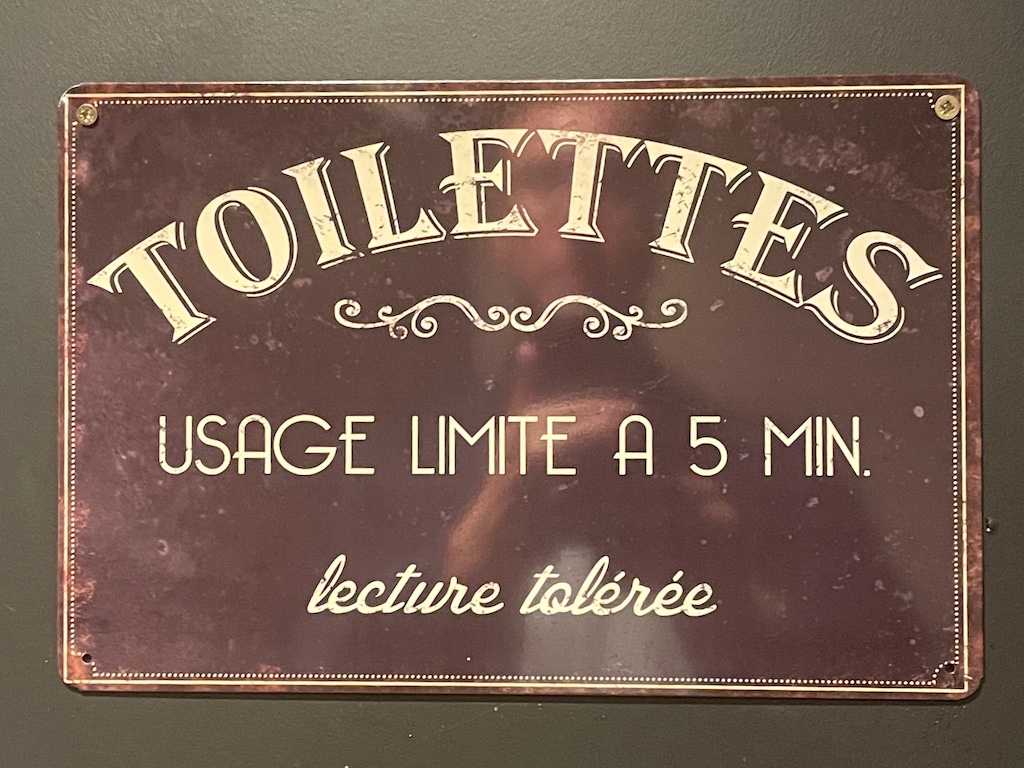 TOILETTES
USAGE LIMITE A 5 MIN.
lecture tolérée